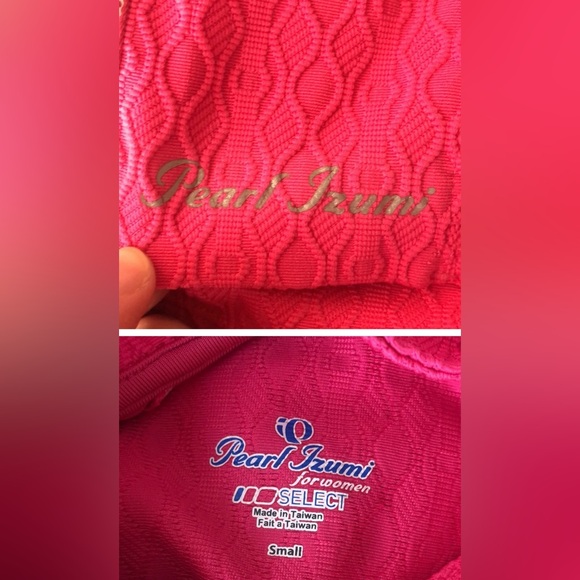 Pearl Izumi
Pearl Izumi
for women
SELECT
Made in Taiwan
Fait a Taiwan
Small